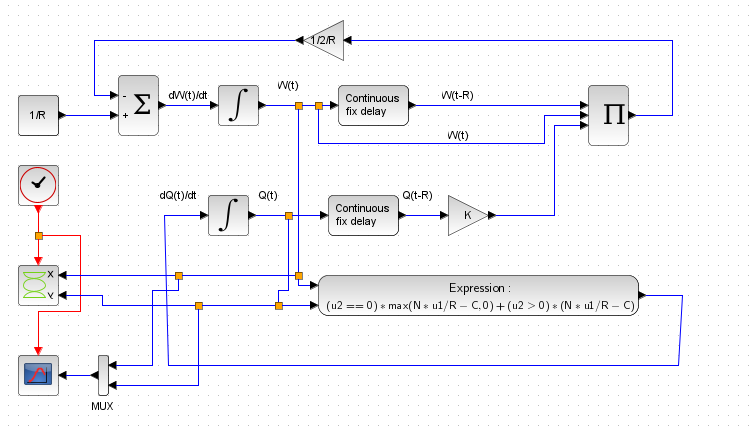 1/2/R
1/R
-
+
Σ
dW(t)/dt
∫
W(t)
Continuous
fix delay
W(t-R)
W(t)
Π
dQ(t)/dt
∫
Q(t)
Continuous
fix delay
Q(t-R)
K
X
Y
Expression :
(u2 == 0) * max(N * u1/R − C, 0) + (u2 > 0) * (N * u1/R − C)
MUX